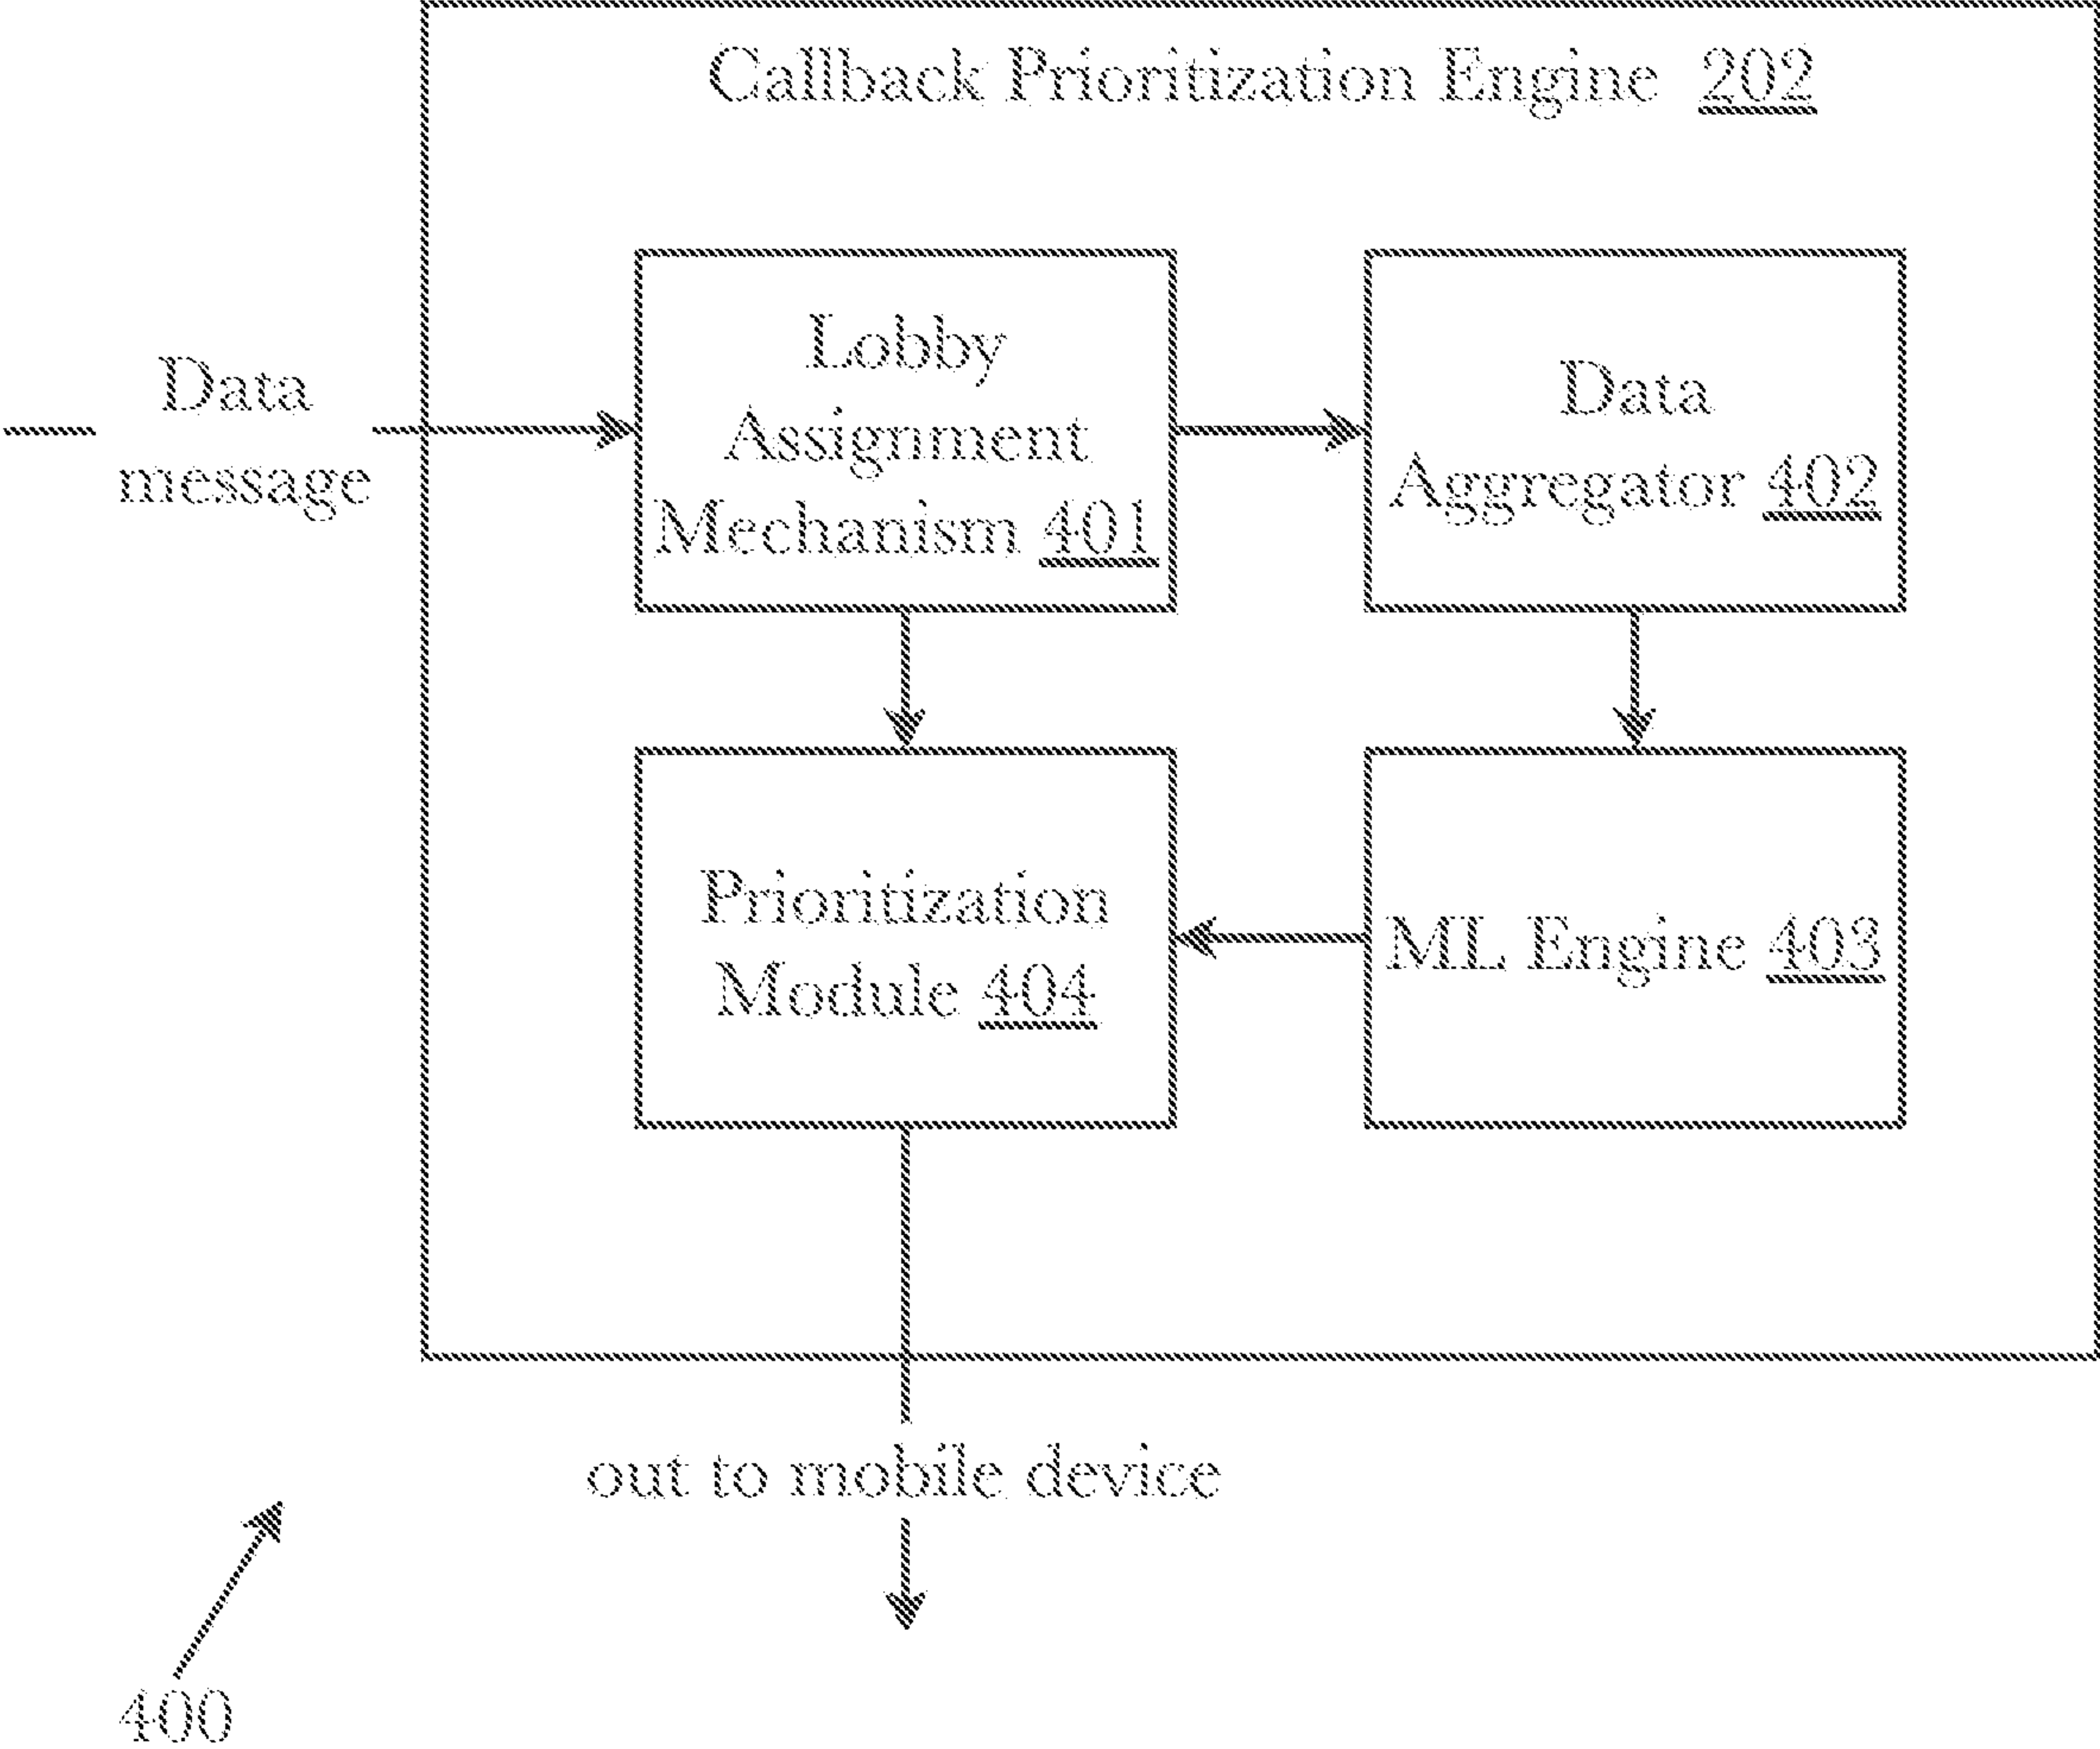 Callback Prioritization Engine 202
Data
message
Lobby
Assignment
Mechanism 401
Data
Aggregator 402
Prioritization
Module 404
ML Engine 403
out to mobile device
400